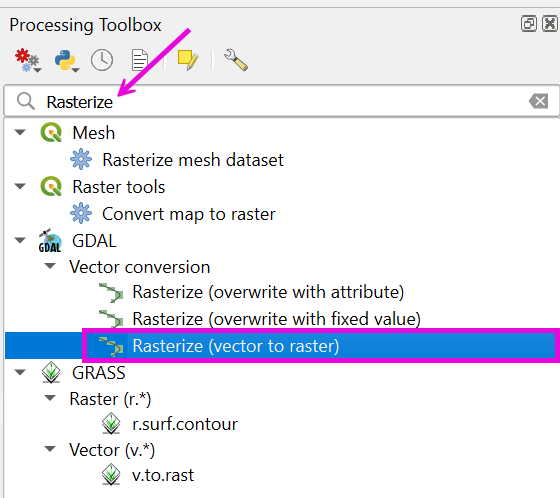 Processing Toolbox
Rasterize
Mesh
Rasterize mesh dataset
Raster tools
Convert map to raster
GDAL
GDAL
Vector conversion
Rasterize (overwrite with attribute)
Rasterize (overwrite with fixed value)
Rasterize (vector to raster)
GRASS
Raster (r.*)
r.surf.contour
Vector (v.*)
v.to.rast